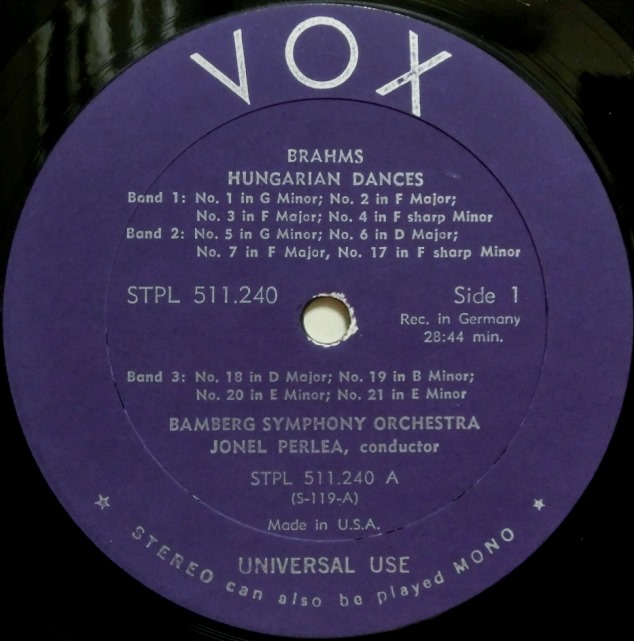 VOX
BRAHMS
HUNGARIAN DANCES
Band 1: No. 1 in G Minor; No. 2 in F Major;
No. 3 in F Major; No. 4 in F sharp Minor
Band 2: No. 5 in G Minor; No. 6 in D Major;
No. 7 in F Major, No. 17 in F sharp Minor
STPL 511.240
Side 1
Rec. in Germany
28:44 min.
Band 3: No. 18 in D Major; No. 19 in B Minor;
No. 20 in E Minor; No. 21 in E Minor
BAMBERG SYMPHONY ORCHESTRA
JONEL PERLEA, conductor
STPL 511.240 A
(S-119-A)
Made in U.S.A.
UNIVERSAL USE
STEREO can also be played MONO